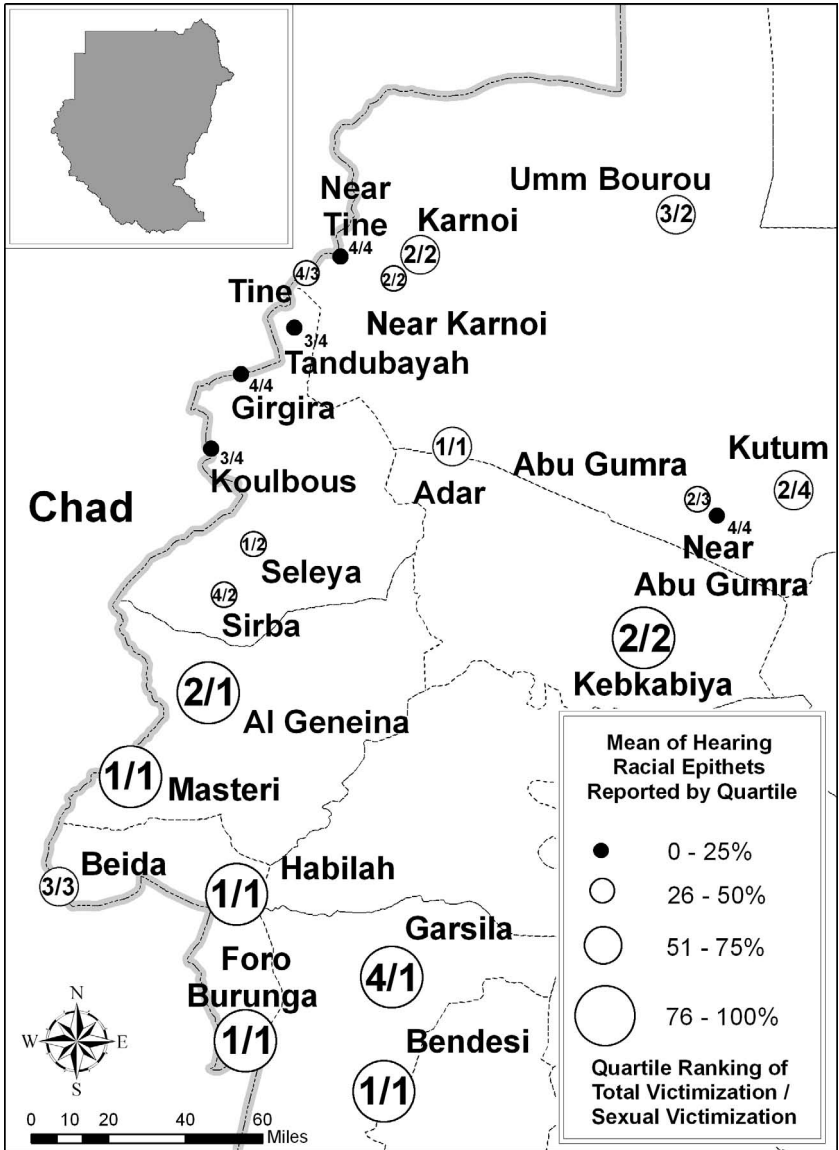 Umm Bourou
3/2
Near
Tine
4/4
Karnoi
2/2
2/2
Near Karnoi
4/3
Tine
3/4
Tandubayah
4/4
Girgira
3/4
Koulbous
Chad
1/1
Adar
Abu Gumra
2/3
Kutum
2/4
4/4
Near
Abu Gumra
1/2
Seleya
4/2
Sirba
2/2
Kebkabiya
2/1
Al Geneina
1/1
Masteri
Beida
3/3
Habilah
1/1
Garsila
4/1
Foro
Burunga
1/1
Bendesi
1/1
N
W E
S
0 10 20 40 60
Miles
Mean of Hearing
Racial Epithets
Reported by Quartile
0 - 25%
26 - 50%
51 - 75%
76 - 100%
Quartile Ranking of
Total Victimization /
Sexual Victimization